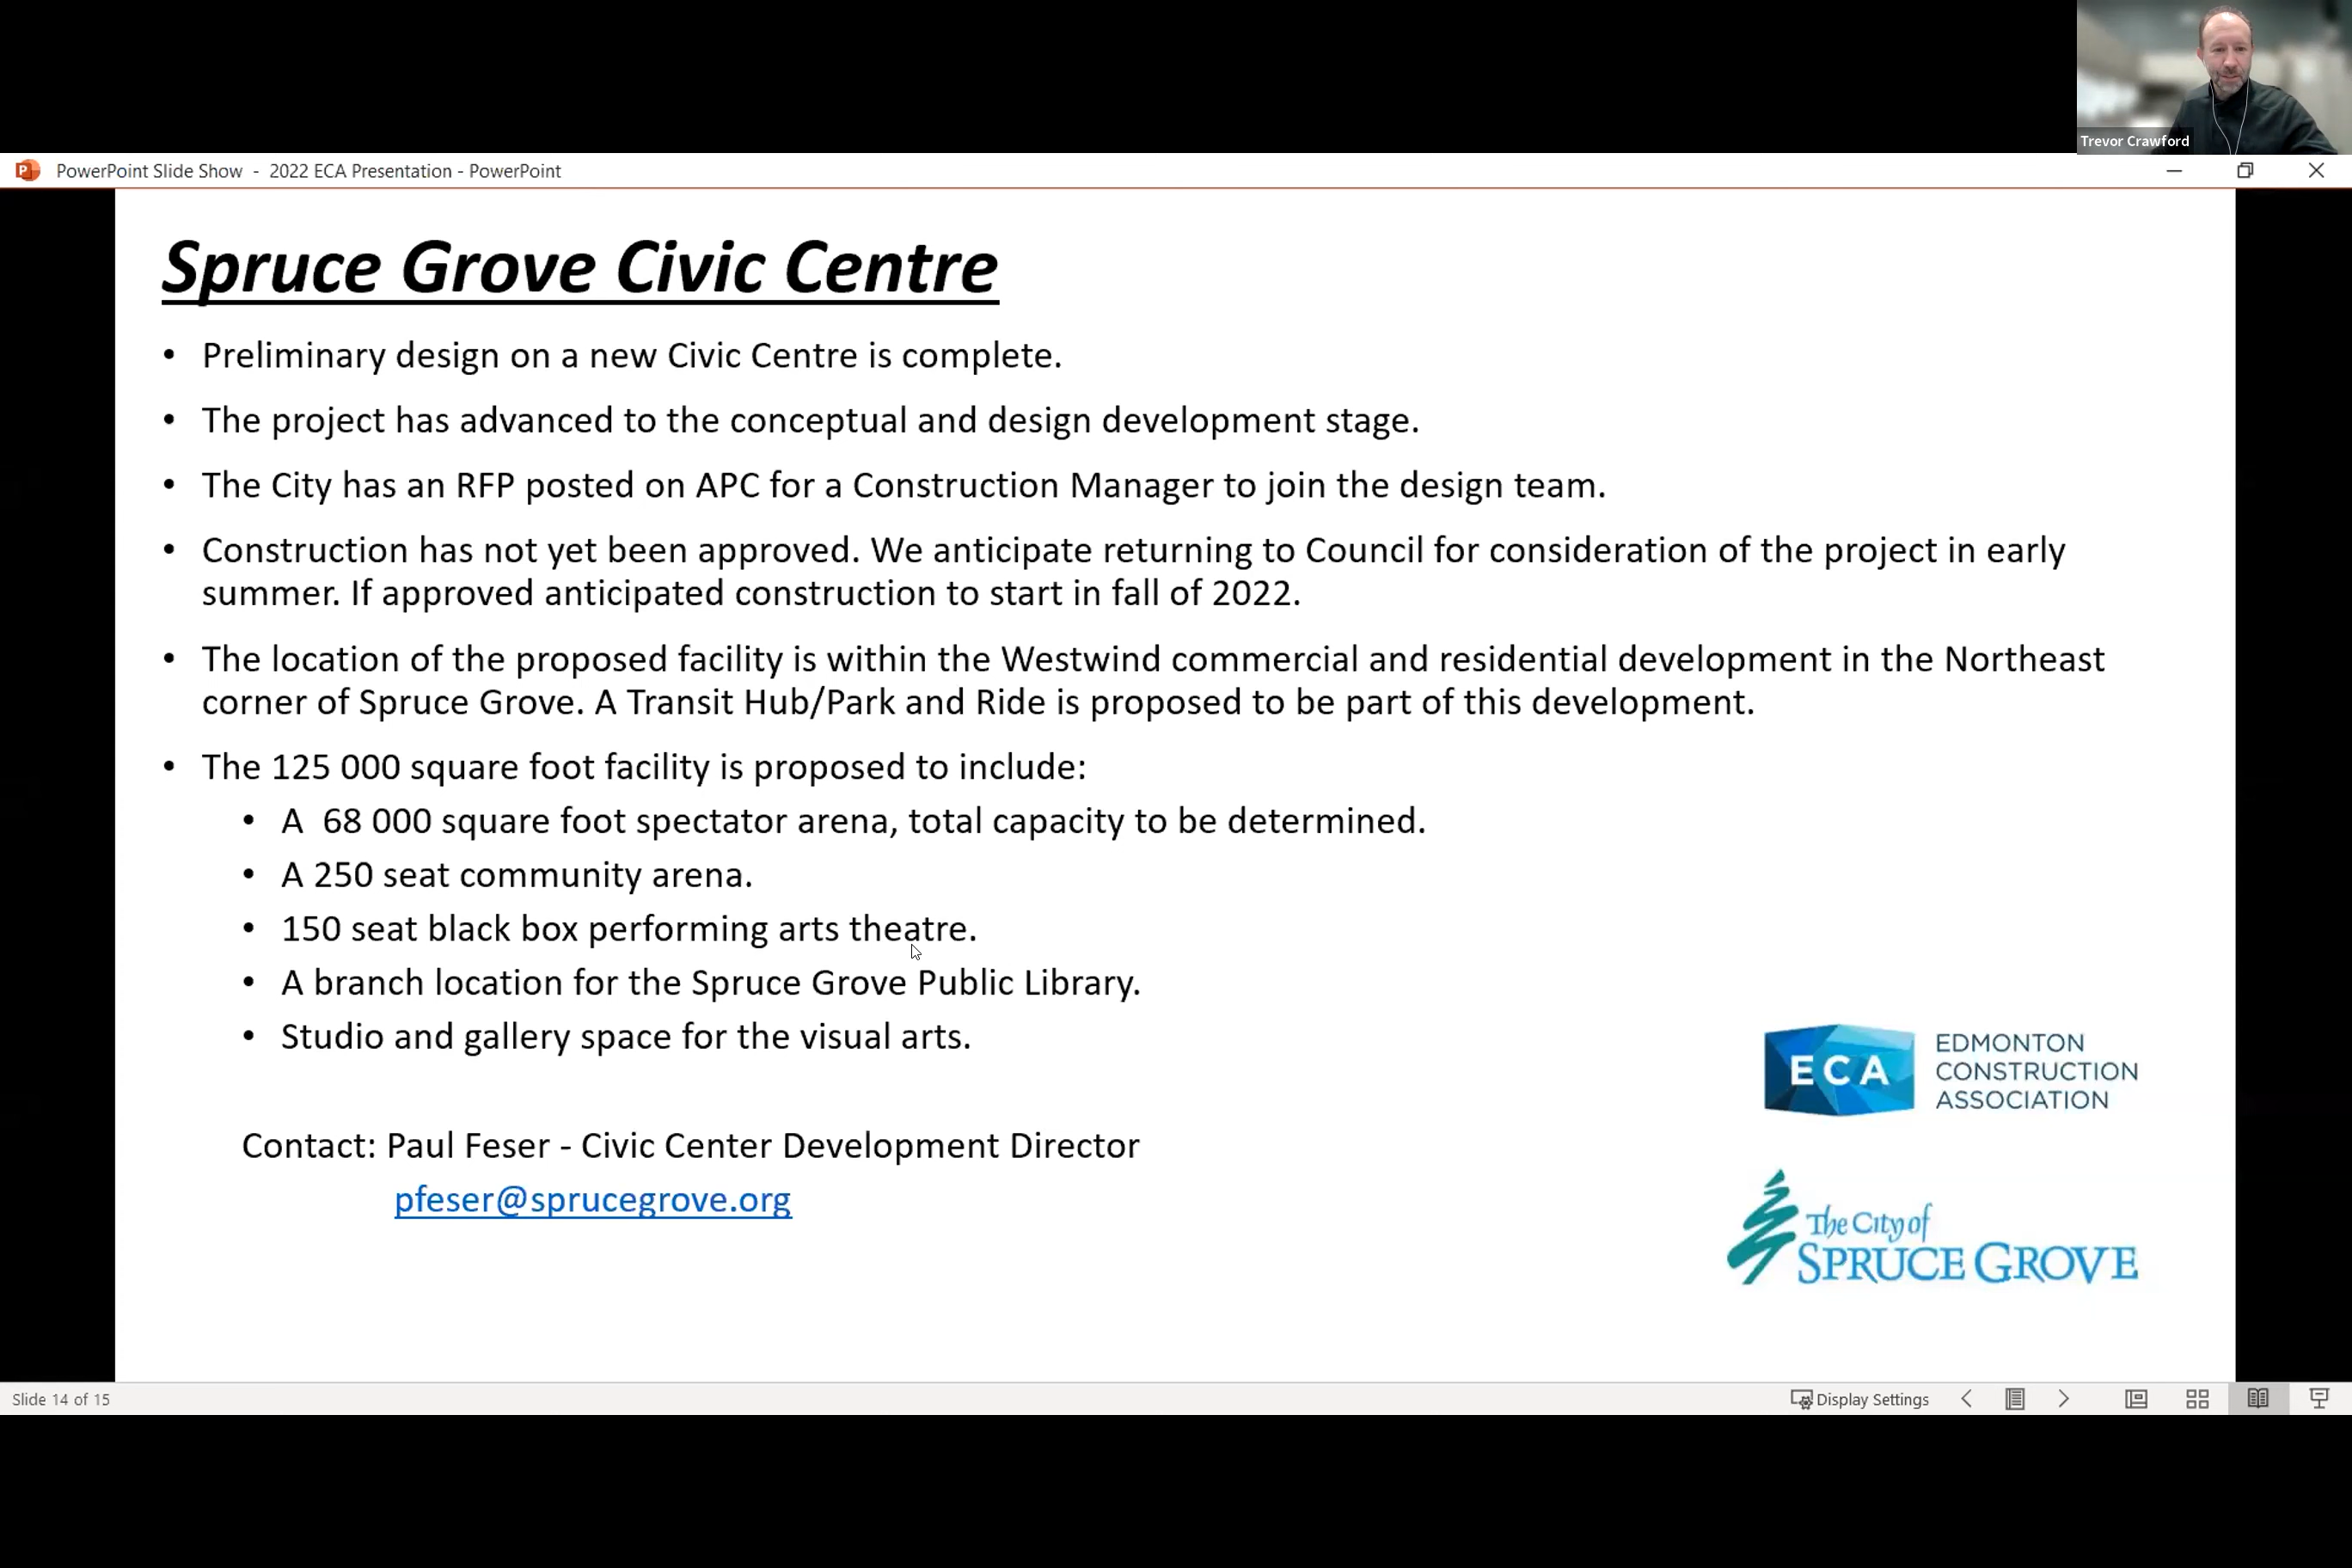 Trevor Crawford
PowerPoint Slide Show - 2022 ECA Presentation - PowerPoint
Spruce Grove Civic Centre
• Preliminary design on a new Civic Centre is complete.
• The project has advanced to the conceptual and design development stage.
• The City has an RFP posted on APC for a Construction Manager to join the design team.
• Construction has not yet been approved. We anticipate returning to Council for consideration of the project in early
summer. If approved anticipated construction to start in fall of 2022.
• The location of the proposed facility is within the Westwind commercial and residential development in the Northeast
corner of Spruce Grove. A Transit Hub/Park and Ride is proposed to be part of this development.
• The 125 000 square foot facility is proposed to include:
• A  68 000 square foot spectator arena, total capacity to be determined.
• A 250 seat community arena.
• 150 seat black box performing arts theatre.
• A branch location for the Spruce Grove Public Library.
• Studio and gallery space for the visual arts.
Contact: Paul Feser - Civic Center Development Director
pfeser@sprucegrove.org
ECA
EDMONTON
CONSTRUCTION
ASSOCIATION
The City of
SPRUCE GROVE
Slide 14 of 15
Display Settings